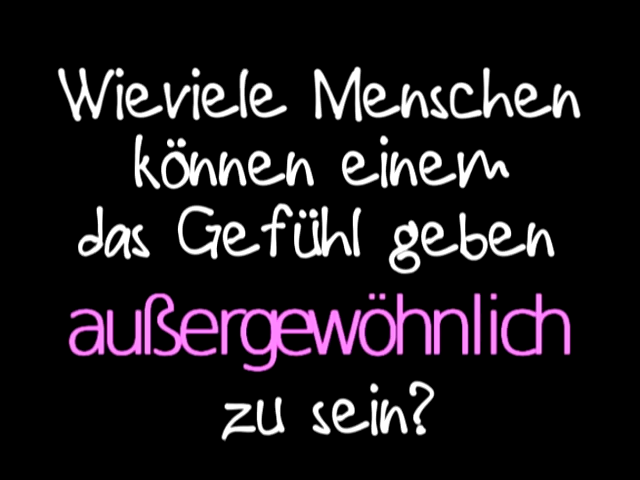 Wieviele Menschen
können einem
das Gefühl geben
außergewöhnlich
zu sein?